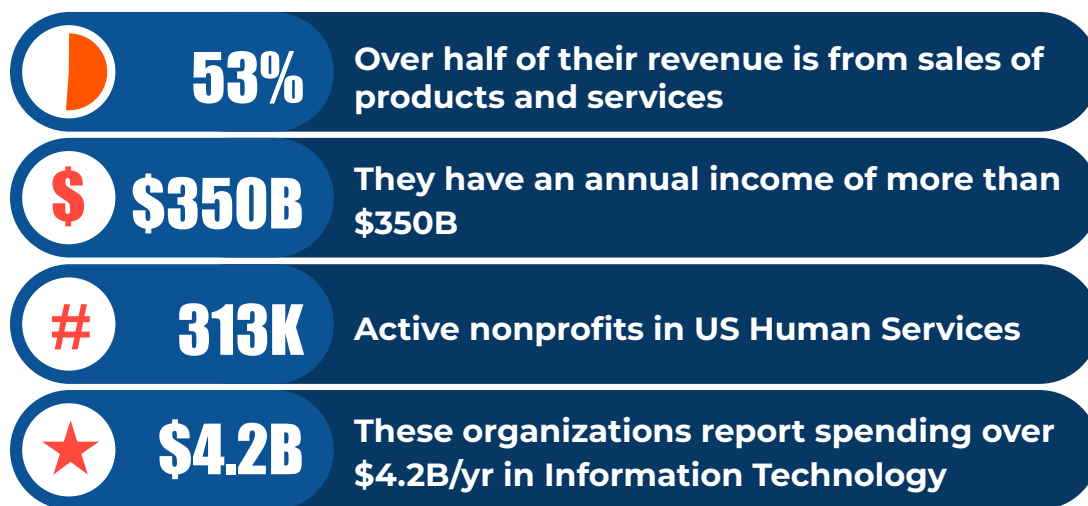 53%
Over half of their revenue is from sales of
products and services
$
$350B
They have an annual income of more than
$350B
#
313K
Active nonprofits in US Human Services
$4.2B
These organizations report spending over
$4.2B/yr in Information Technology